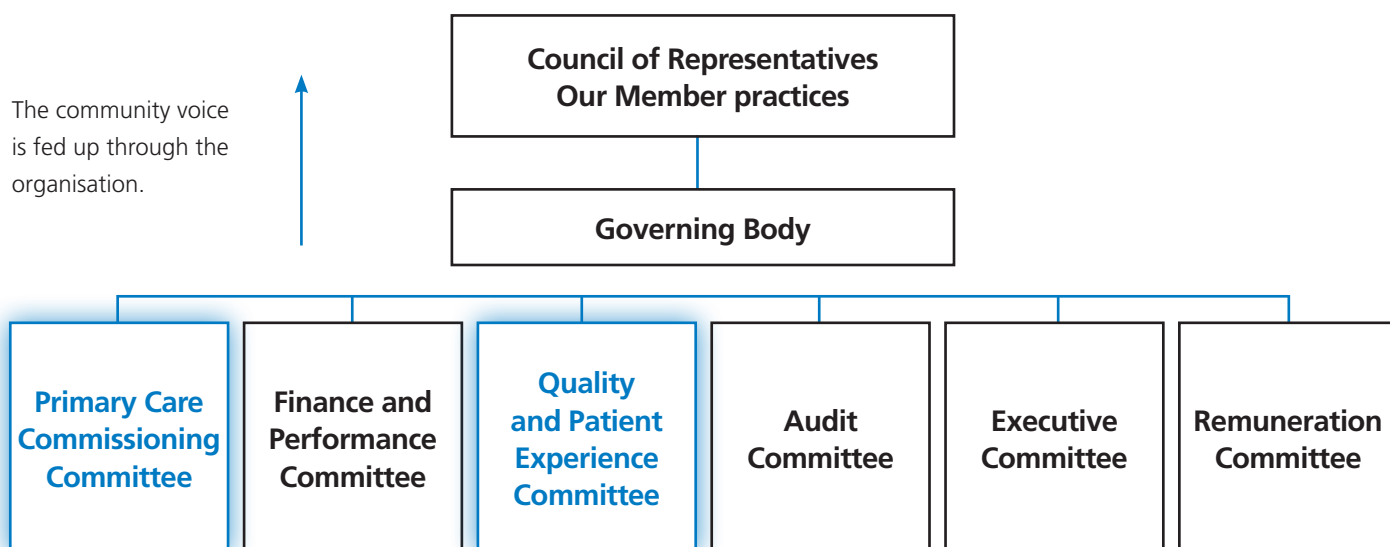 Council of Representatives
Our Member practices
The community voice
is fed up through the
organisation.
Governing Body
Primary Care
Commissioning
Committee
Finance and
Performance
Committee
Quality
and Patient
Experience
Committee
Audit
Committee
Executive
Committee
Remuneration
Committee